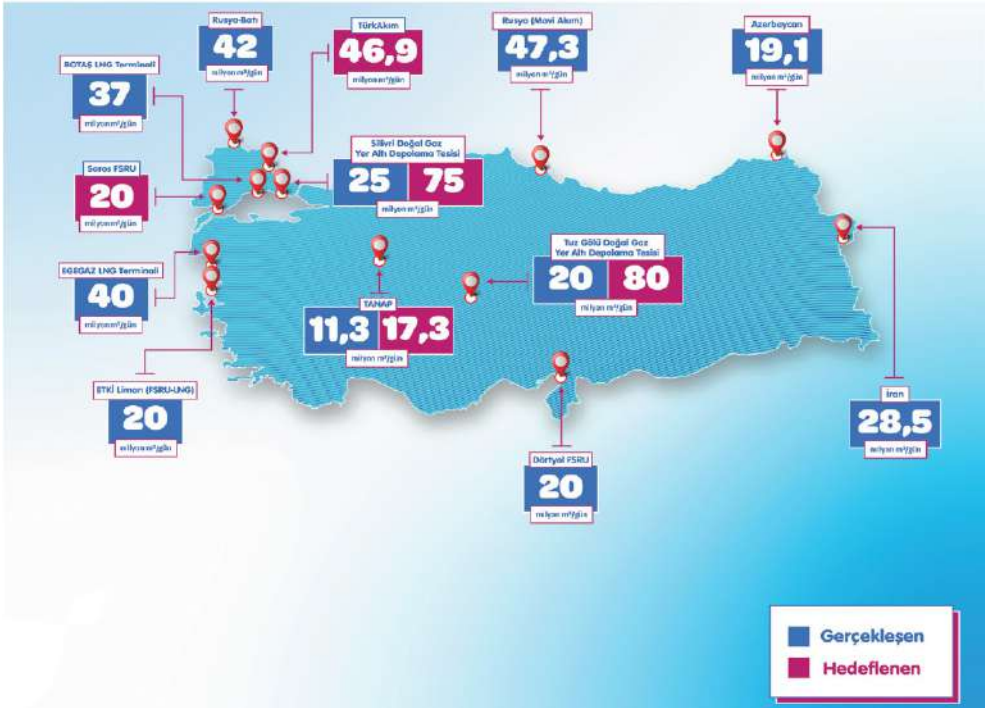 Rusya-Batı
42
milyon m³/gün
TürkAkım
46,9
milyon m³/gün
Rusya (Mavi Akım)
47,3
milyon m³/gün
Azerbaycan
19,1
milyon m³/gün
BOTAŞ LNG Terminali
37
milyon m³/gün
Saros FSRU
20
milyon m³/gün
Silivri Doğal Gaz
Yer Altı Depolama Tesisi
25 75
milyon m³/gün
EGEGAZ LNG Terminali
40
milyon m³/gün
Tuz Gölü Doğal Gaz
Yer Altı Depolama Tesisi
20 80
milyon m³/gün
TANAP
11,3 17,3
milyon m³/gün
ETKİ Limanı (FSRU-LNG)
20
milyon m³/gün
İran
28,5
milyon m³/gün
Dörtyol FSRU
20
milyon m³/gün
Gerçekleşen
Hedeflenen